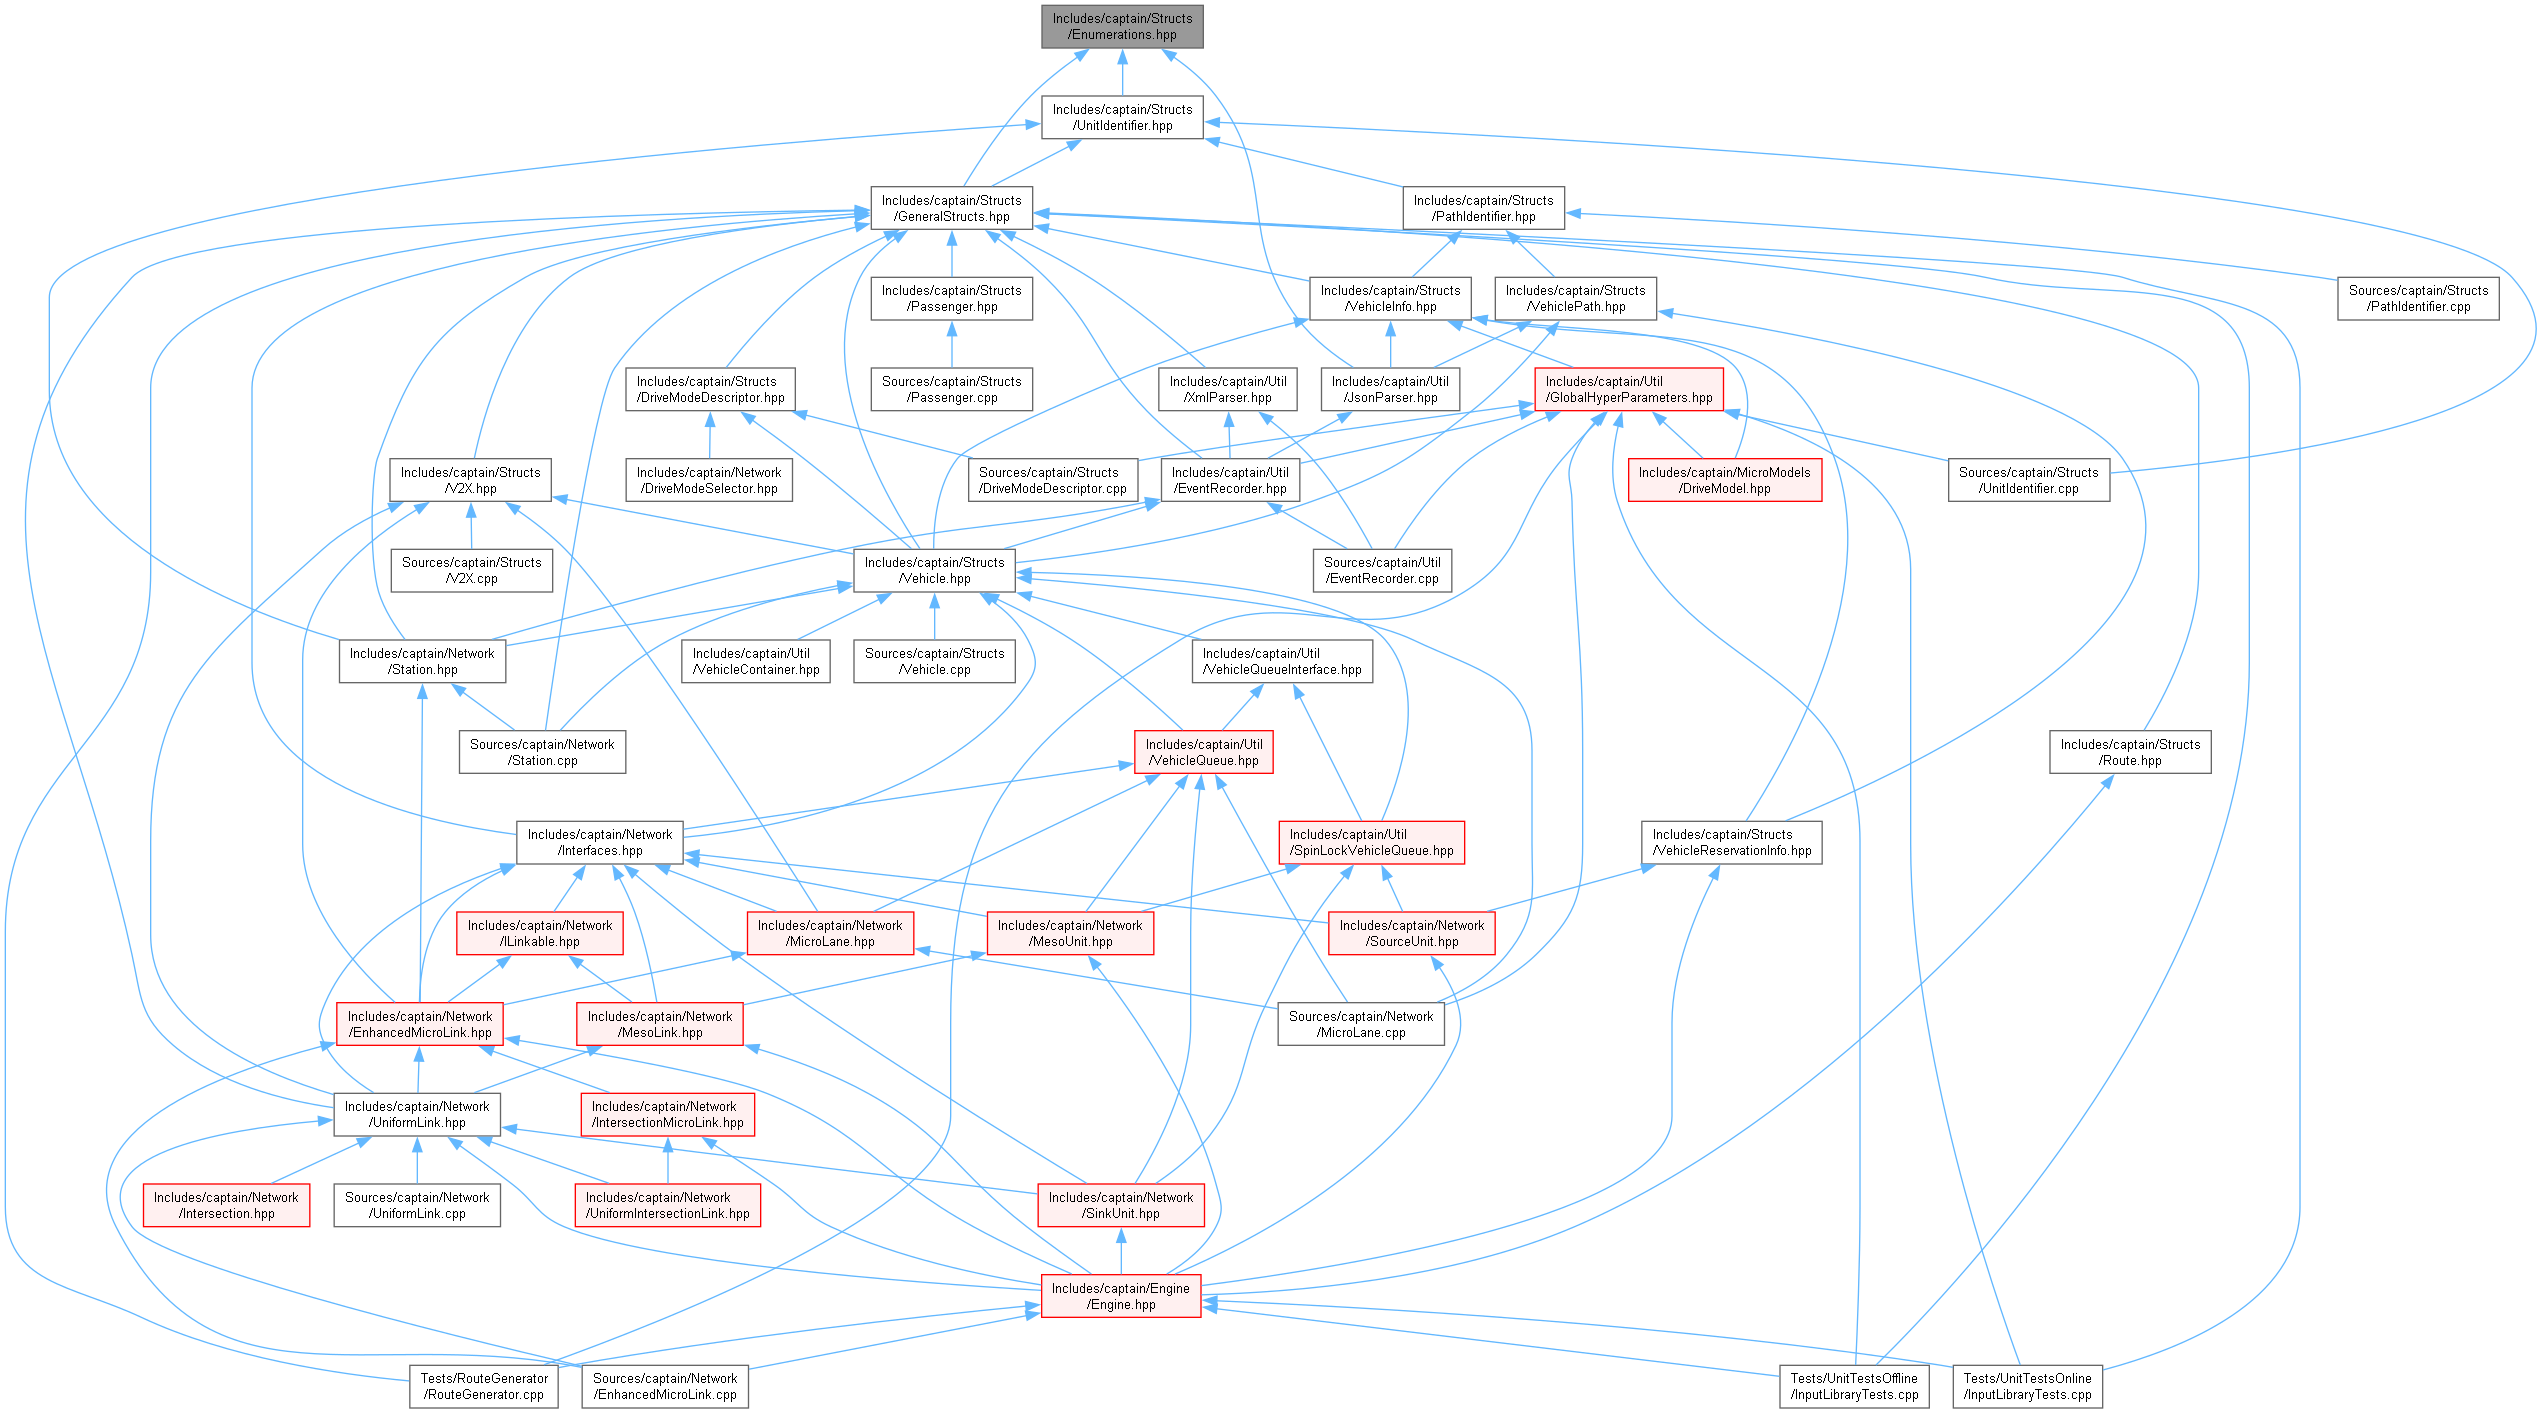 Includes/captain/Structs
/Enumerations.hpp
Includes/captain/Structs
/UnitIdentifier.hpp
Includes/captain/Structs
/GeneralStructs.hpp
Includes/captain/Structs
/PathIdentifier.hpp
Includes/captain/Structs
/Passenger.hpp
Includes/captain/Structs
/VehicleInfo.hpp
Includes/captain/Structs
/VehiclePath.hpp
Sources/captain/Structs
/PathIdentifier.cpp
Includes/captain/Structs
/DriveModeDescriptor.hpp
Sources/captain/Structs
/Passenger.cpp
Includes/captain/Util
/XmlParser.hpp
Includes/captain/Util
/JsonParser.hpp
Includes/captain/Util
/GlobalHyperParameters.hpp
Includes/captain/Structs
/V2X.hpp
Includes/captain/Network
/DriveModeSelector.hpp
Sources/captain/Structs
/DriveModeDescriptor.cpp
Includes/captain/Util
/EventRecorder.hpp
Includes/captain/MicroModels
/DriveModel.hpp
Sources/captain/Structs
/UnitIdentifier.cpp
Sources/captain/Structs
/V2X.cpp
Includes/captain/Structs
/Vehicle.hpp
Sources/captain/Util
/EventRecorder.cpp
Includes/captain/Network
/Station.hpp
Includes/captain/Util
/VehicleContainer.hpp
Sources/captain/Structs
/Vehicle.cpp
Includes/captain/Util
/VehicleQueueInterface.hpp
Sources/captain/Network
/Station.cpp
Includes/captain/Util
/VehicleQueue.hpp
Includes/captain/Structs
/Route.hpp
Includes/captain/Network
/Interfaces.hpp
Includes/captain/Util
/SpinLockVehicleQueue.hpp
Includes/captain/Structs
/VehicleReservationInfo.hpp
Includes/captain/Network
/ILinkable.hpp
Includes/captain/Network
/MicroLane.hpp
Includes/captain/Network
/MesoUnit.hpp
Includes/captain/Network
/SourceUnit.hpp
Includes/captain/Network
/EnhancedMicroLink.hpp
Includes/captain/Network
/MesoLink.hpp
Sources/captain/Network
/MicroLane.cpp
Includes/captain/Network
/UniformLink.hpp
Includes/captain/Network
/IntersectionMicroLink.hpp
Includes/captain/Network
/Intersection.hpp
Sources/captain/Network
/UniformLink.cpp
Includes/captain/Network
/UniformIntersectionLink.hpp
Includes/captain/Network
/SinkUnit.hpp
Includes/captain/Engine
/Engine.hpp
Tests/RouteGenerator
/RouteGenerator.cpp
Sources/captain/Network
/EnhancedMicroLink.cpp
Tests/UnitTestsOffline
/InputLibraryTests.cpp
Tests/UnitTestsOnline
/InputLibraryTests.cpp